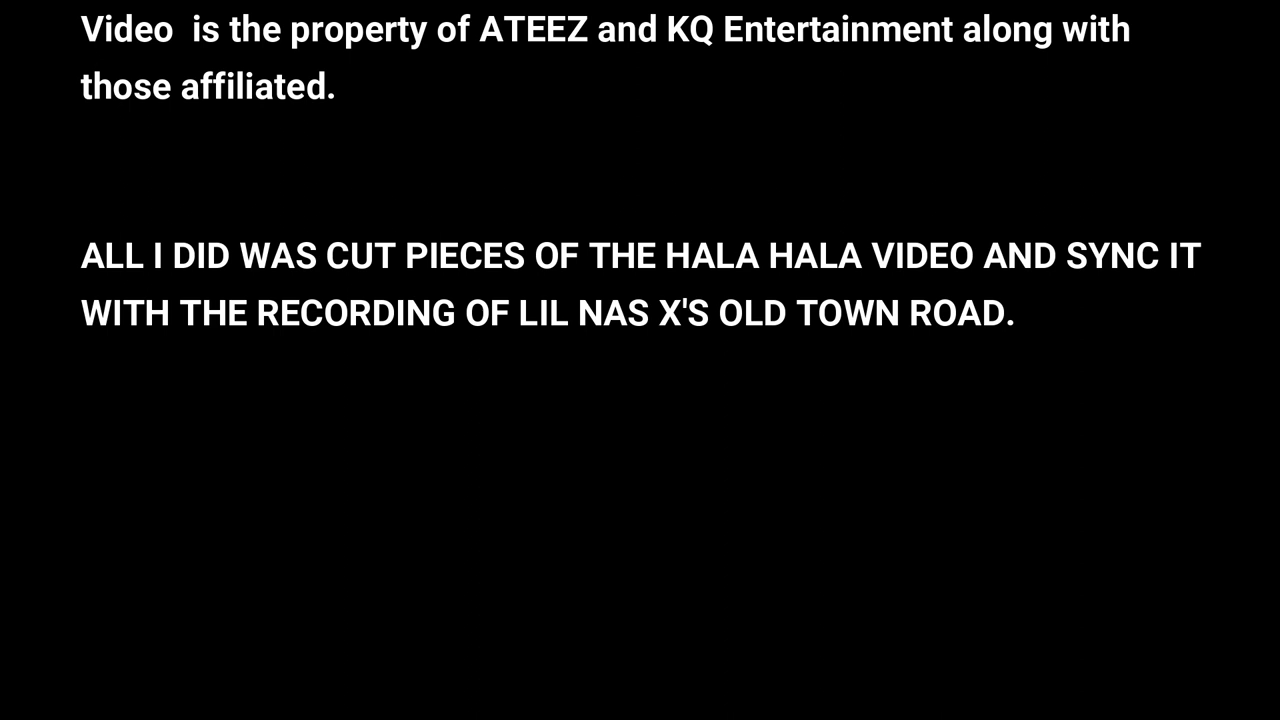 Video  is the property of ATEEZ and KQ Entertainment along with
those affiliated.
ALL I DID WAS CUT PIECES OF THE HALA HALA VIDEO AND SYNC IT
WITH THE RECORDING OF LIL NAS X'S OLD TOWN ROAD.